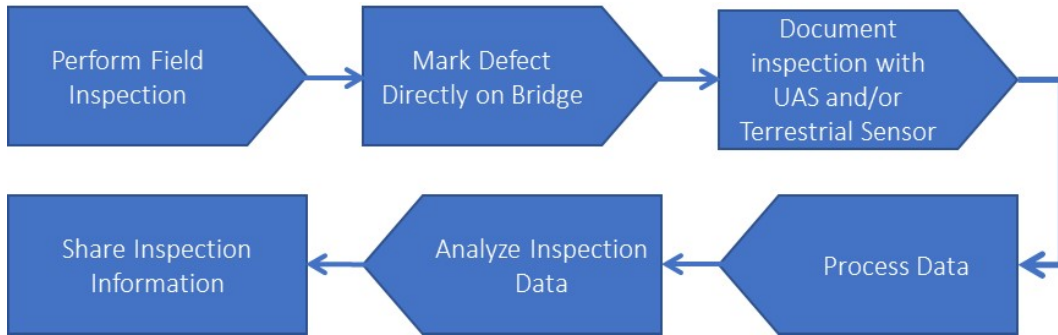 Perform Field
Inspection
Mark Defect
Directly on Bridge
Document
inspection with
UAS and/or
Terrestrial Sensor
Process Data
Analyze Inspection
Data
Share Inspection
Information